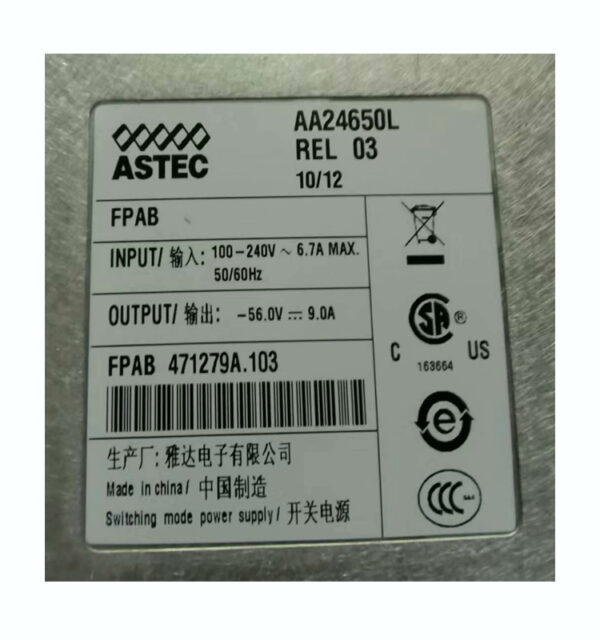 ASTEC
AA24650L
REL 03
10/12
FPAB
INPUT/ 输入: 100-240V ~ 6.7A MAX.
50/60Hz
OUTPUT/ 输出: -56.0V ⎓ 9.0A
FPAB 471279A.103
SA ®
C US
163664
e
生产厂: 雅达电子有限公司
Made in china/ 中国制造
Switching mode power supply/ 开关电源
CCC